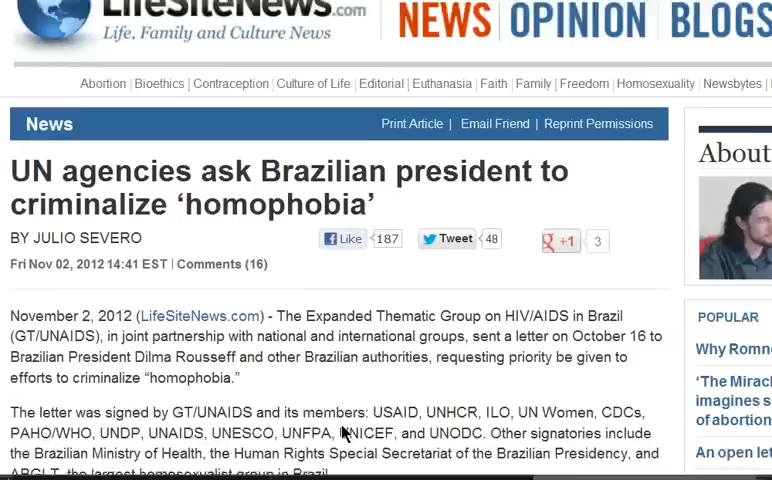 LifeSiteNews.com
Life, Family and Culture News
NEWS OPINION BLOGS
Abortion | Bioethics | Contraception | Culture of Life | Editorial | Euthanasia | Faith | Family | Freedom | Homosexuality | Newsbytes |
News
Print Article | Email Friend | Reprint Permissions
UN agencies ask Brazilian president to
criminalize ‘homophobia’
BY JULIO SEVERO
Like 187
Tweet 48
+1 3
Fri Nov 02, 2012 14:41 EST | Comments (16)
November 2, 2012 (LifeSiteNews.com) - The Expanded Thematic Group on HIV/AIDS in Brazil
(GT/UNAIDS), in joint partnership with national and international groups, sent a letter on October 16 to
Brazilian President Dilma Rousseff and other Brazilian authorities, requesting priority be given to
efforts to criminalize “homophobia.”
The letter was signed by GT/UNAIDS and its members: USAID, UNHCR, ILO, UN Women, CDCs,
PAHO/WHO, UNDP, UNAIDS, UNESCO, UNFPA, UNICEF, and UNODC. Other signatories include
the Brazilian Ministry of Health, the Human Rights Special Secretariat of the Brazilian Presidency, and
ABGLT, the largest homosexualist group in Brazil.
About
POPULAR
Why Romne
‘The Miracl
imagines s
of abortion
An open let